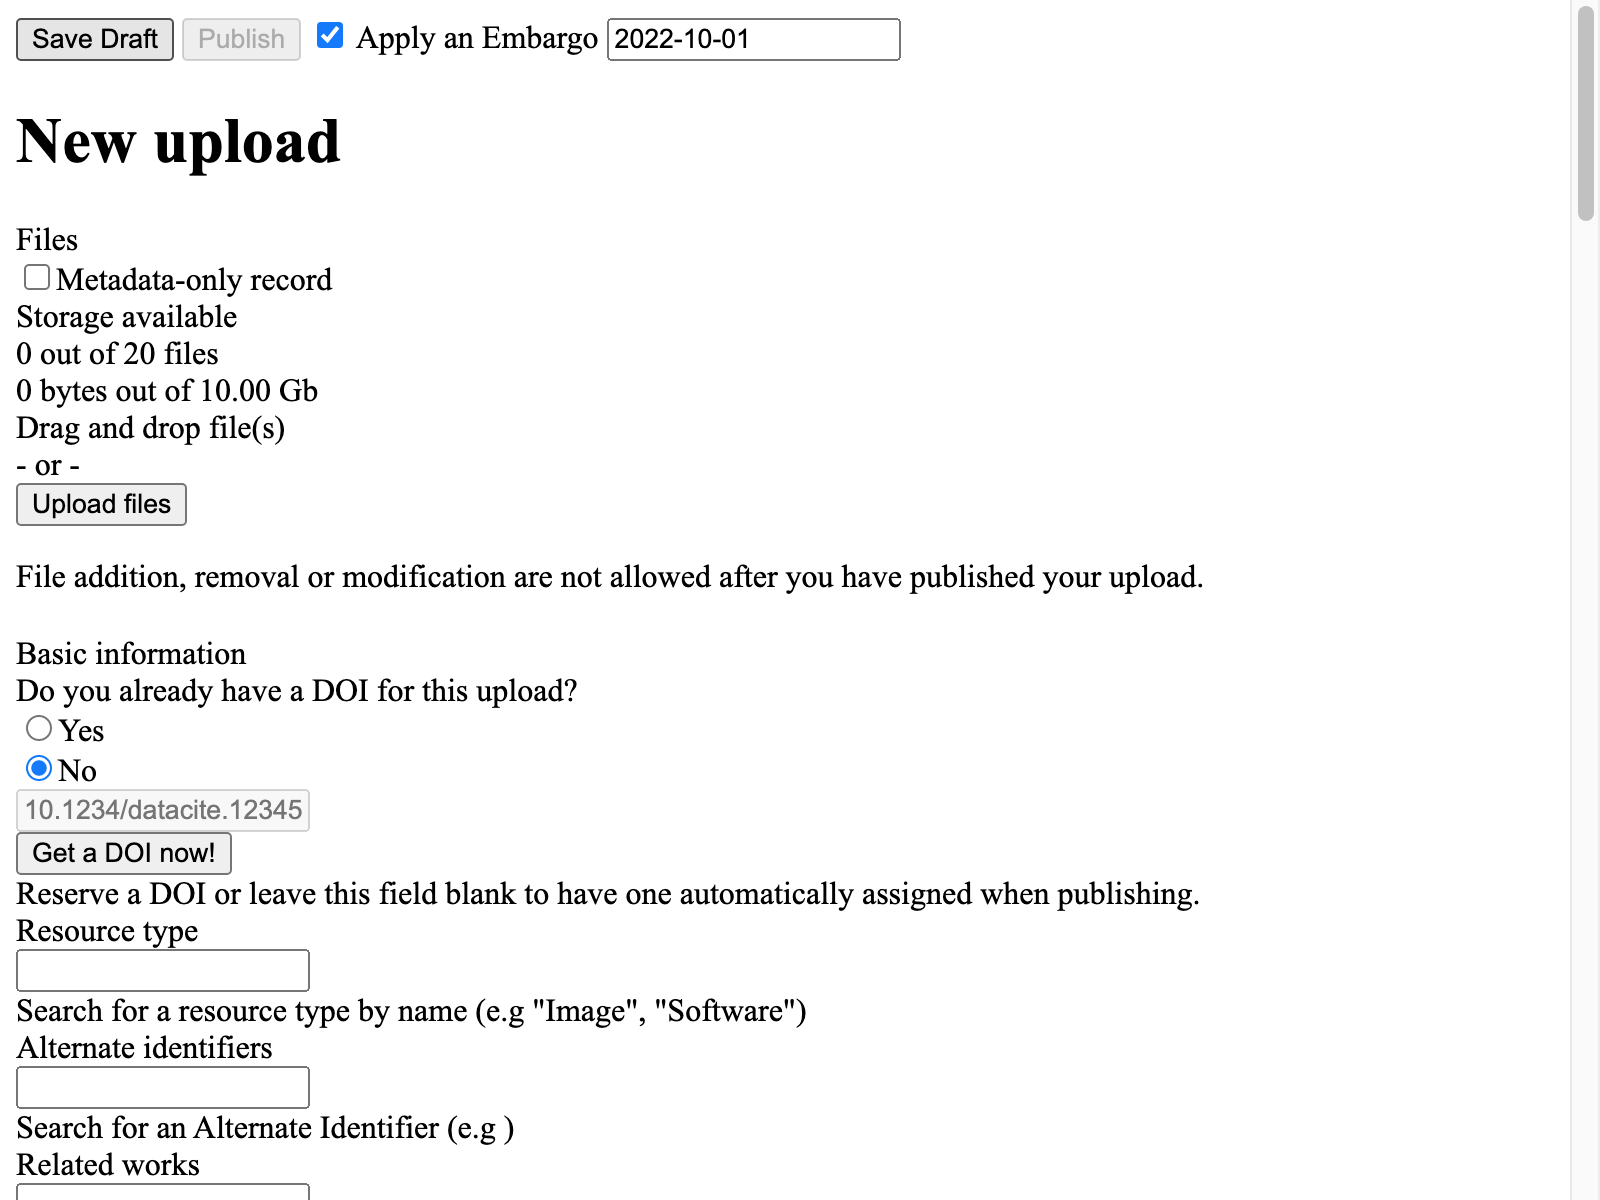 Save Draft Publish Apply an Embargo 2022-10-01
New upload
Files
Metadata-only record
Storage available
0 out of 20 files
0 bytes out of 10.00 Gb
Drag and drop file(s)
- or -
Upload files
File addition, removal or modification are not allowed after you have published your upload.
Basic information
Do you already have a DOI for this upload?
Yes
No
10.1234/datacite.12345
Get a DOI now!
Reserve a DOI or leave this field blank to have one automatically assigned when publishing.
Resource type
Search for a resource type by name (e.g "Image", "Software")
Alternate identifiers
Search for an Alternate Identifier (e.g )
Related works